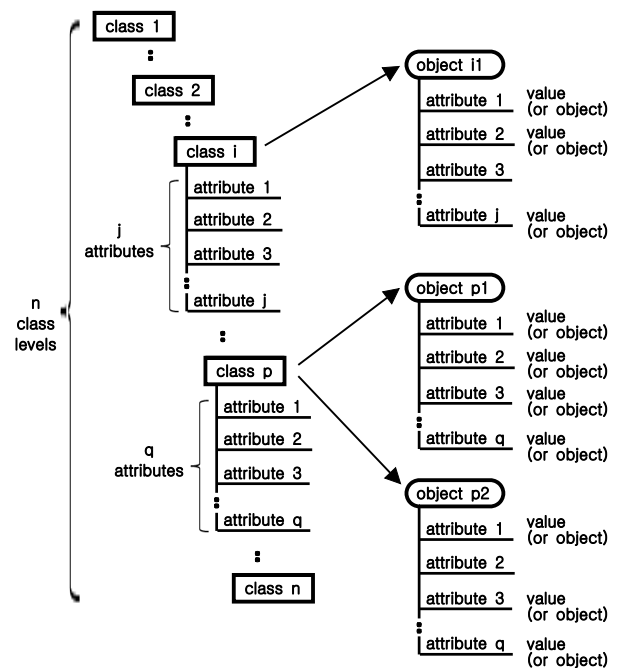 class 1
class 2
class i
attribute 1
attribute 2
attribute 3
attribute j
j
attributes
n
class
levels
class p
attribute 1
attribute 2
attribute 3
attribute q
q
attributes
class n
object i1
attribute 1 value
(or object)
attribute 2 value
(or object)
attribute 3
attribute j value
(or object)
object p1
attribute 1 value
(or object)
attribute 2 value
(or object)
attribute 3 value
(or object)
attribute q value
(or object)
object p2
attribute 1 value
(or object)
attribute 2
attribute 3 value
(or object)
attribute q value
(or object)